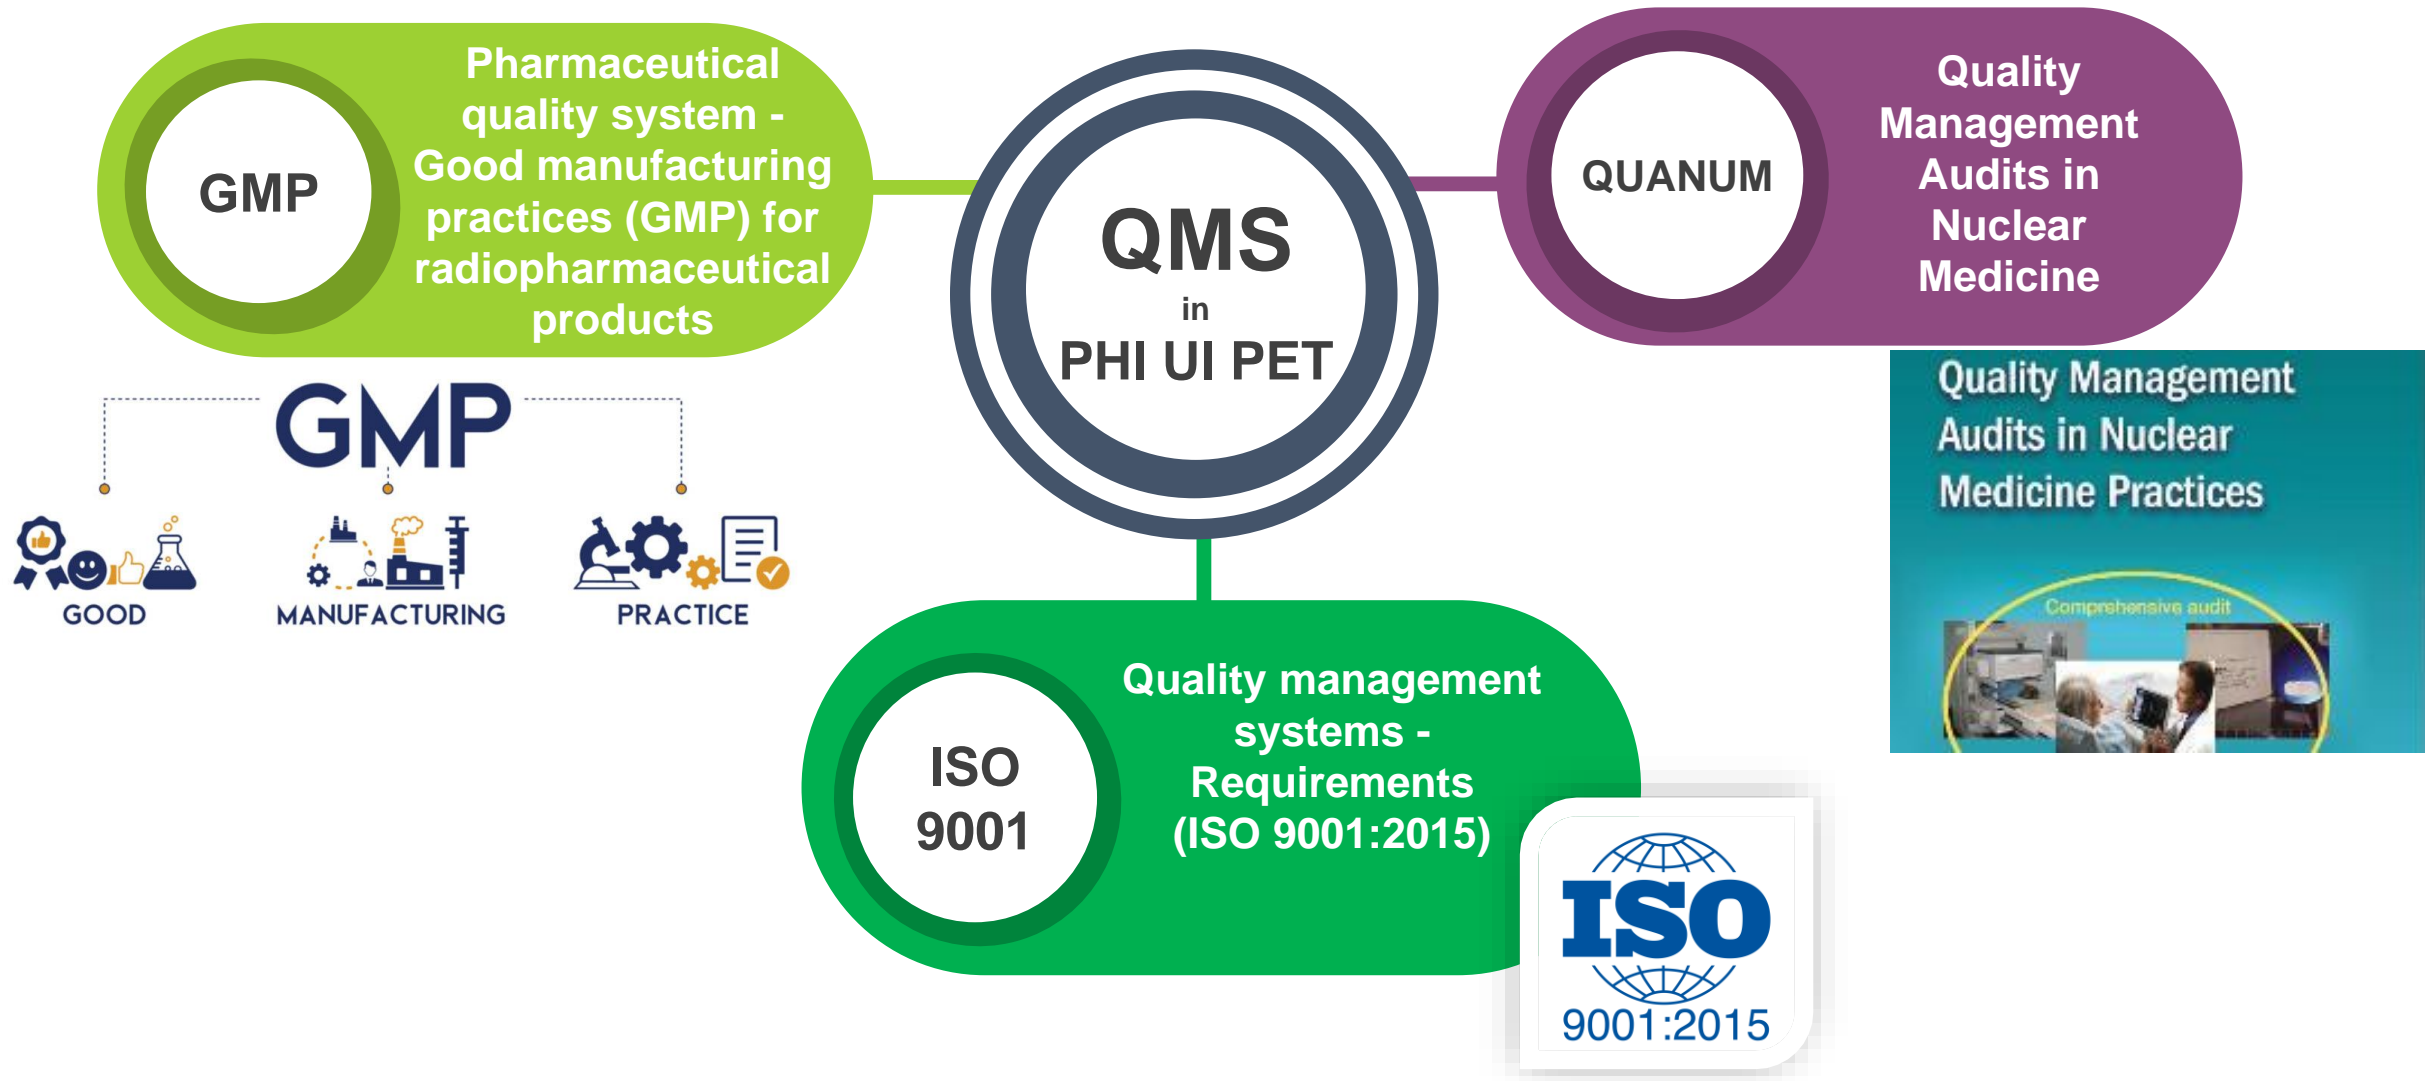 GMP
Pharmaceutical
quality system -
Good manufacturing
practices (GMP) for
radiopharmaceutical
products
QMS
in
PHI UI PET
QUANUM
Quality
Management
Audits in
Nuclear
Medicine
GMP
GOOD
MANUFACTURING
PRACTICE
Quality Management
Audits in Nuclear
Medicine Practices
Comprehensive audit
ISO
9001
Quality management
systems -
Requirements
(ISO 9001:2015)
ISO
9001:2015